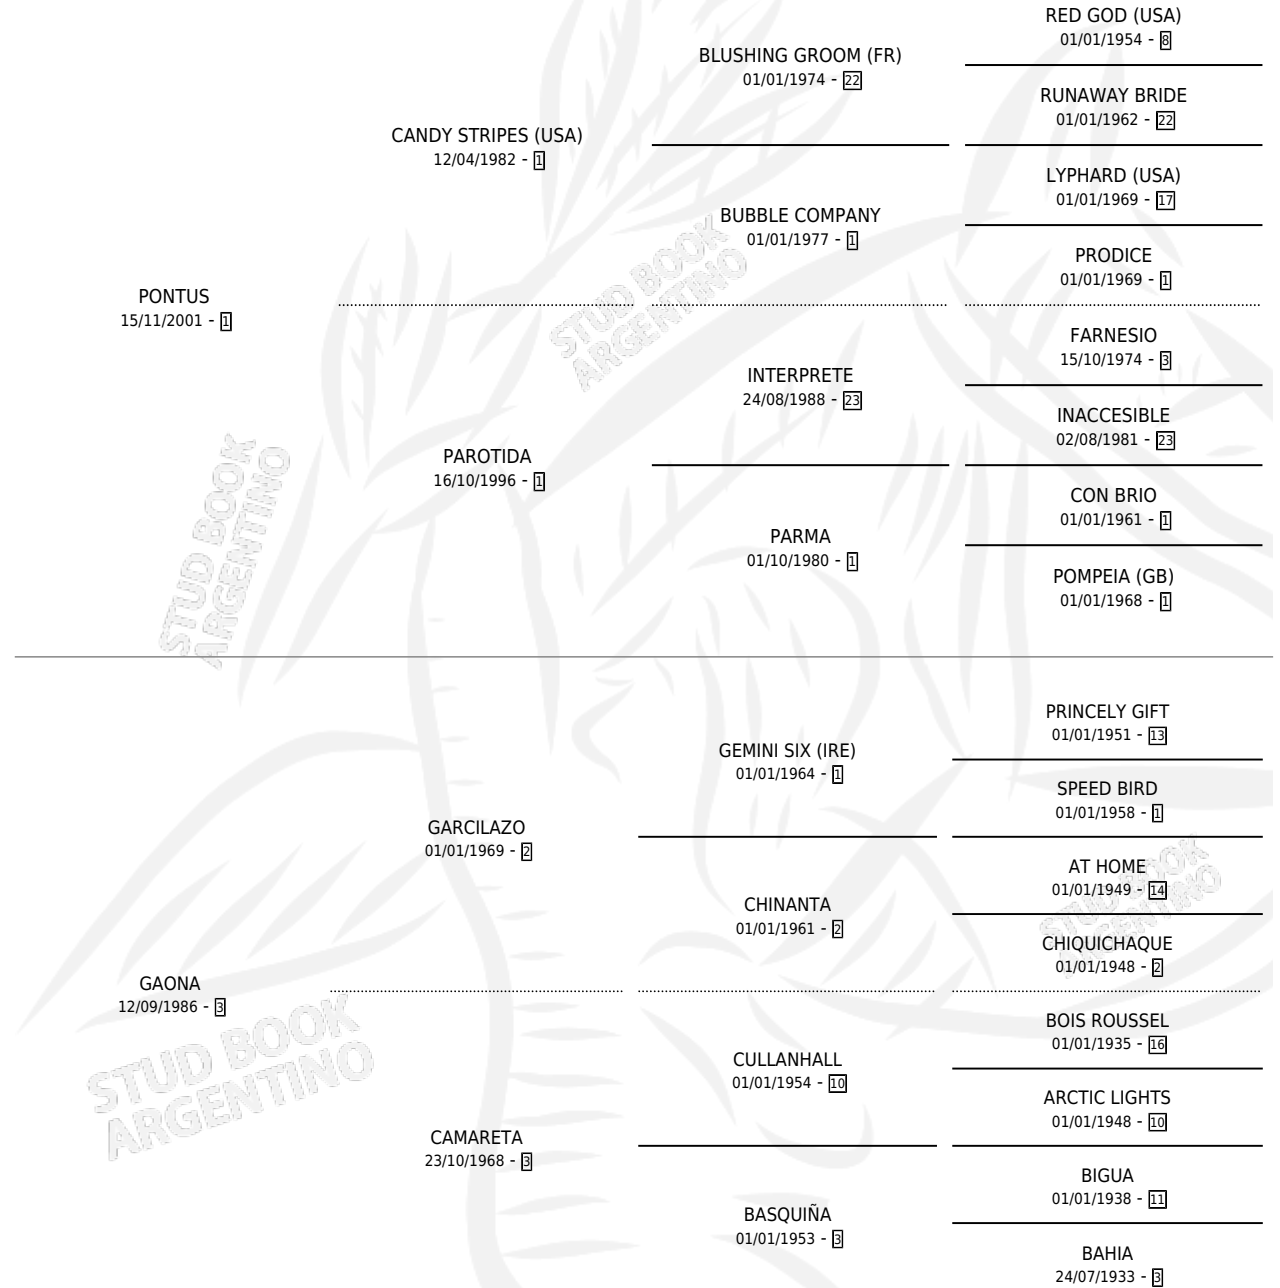 RED GOD (USA)
01/01/1954 - 8
BLUSHING GROOM (FR)
01/01/1974 - 22
RUNAWAY BRIDE
01/01/1962 - 22
CANDY STRIPES (USA)
12/04/1982 - 1
LYPHARD (USA)
01/01/1969 - 17
BUBBLE COMPANY
01/01/1977 - 1
PRODICE
01/01/1969 - 1
PONTUS
15/11/2001 - 1
FARNESIO
15/10/1974 - 3
INTERPRETE
24/08/1988 - 23
INACCESIBLE
02/08/1981 - 23
PAROTIDA
16/10/1996 - 1
CON BRIO
01/01/1961 - 1
PARMA
01/10/1980 - 1
POMPEIA (GB)
01/01/1968 - 1
PRINCELY GIFT
01/01/1951 - 13
GEMINI SIX (IRE)
01/01/1964 - 1
SPEED BIRD
01/01/1958 - 1
GARCILAZO
01/01/1969 - 2
AT HOME
01/01/1949 - 14
CHINANTA
01/01/1961 - 2
CHIQUICHAQUE
01/01/1948 - 2
GAONA
12/09/1986 - 3
BOIS ROUSSEL
01/01/1935 - 16
CULLANHALL
01/01/1954 - 10
ARCTIC LIGHTS
01/01/1948 - 10
CAMARETA
23/10/1968 - 3
BIGUA
01/01/1938 - 11
BASQUIÑA
01/01/1953 - 3
BAHIA
24/07/1933 - 3
STUD BOOK
ARGENTINO
STUD BOOK
ARGENTINO
STUD BOOK
ARGENTINO
STUD BOOK
ARGENTINO